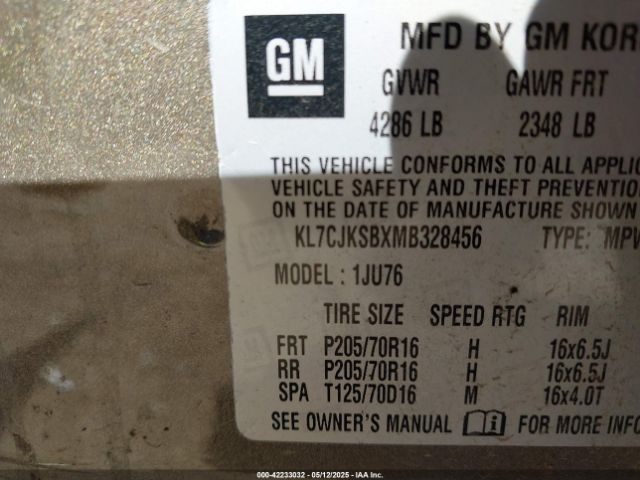 GM
MFD BY GM KOR
GVWR GAWR FRT
4286 LB 2348 LB
THIS VEHICLE CONFORMS TO ALL APPLIC
VEHICLE SAFETY AND THEFT PREVENTION
ON THE DATE OF MANUFACTURE SHOWN
KL7CJKSBXMB328456 TYPE: MPV
MODEL : 1JU76
TIRE SIZE SPEED RTG RIM
FRT P205/70R16 H 16x6.5J
RR P205/70R16 H 16x6.5J
SPA T125/70D16 M 16x4.0T
SEE OWNER'S MANUAL FOR MORE INFO
000-42233032 - 05/12/2025 - IAA Inc.